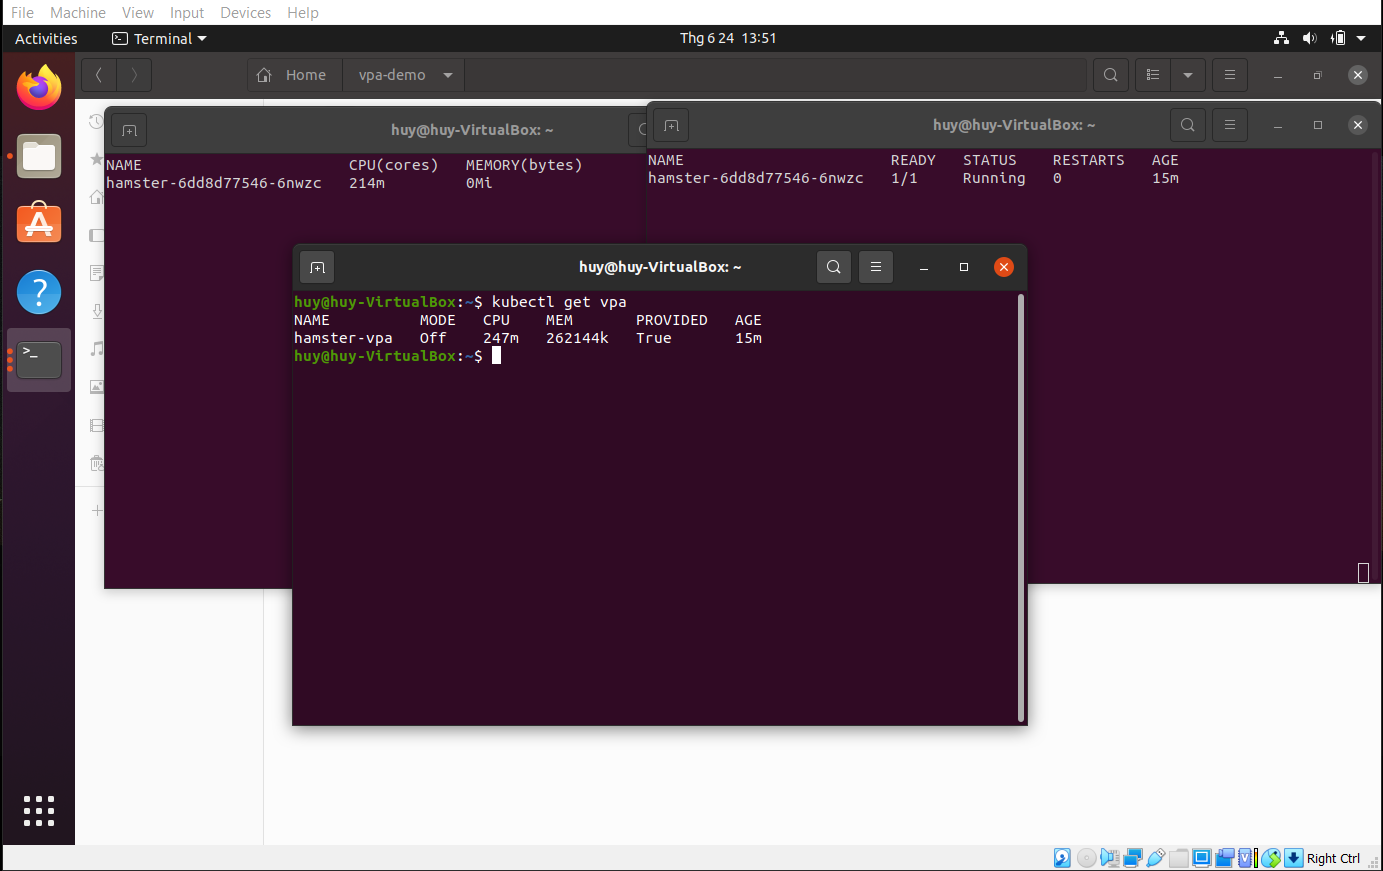 File Machine View Input Devices Help
Activities Terminal Thg 6 24 13:51
Home vpa-demo
huy@huy-VirtualBox: ~
NAME CPU(cores) MEMORY(bytes)
hamster-6dd8d77546-6nwzc 214m 0Mi
huy@huy-VirtualBox: ~
NAME READY STATUS RESTARTS AGE
hamster-6dd8d77546-6nwzc 1/1 Running 0 15m
huy@huy-VirtualBox: ~
huy@huy-VirtualBox:~$ kubectl get vpa
NAME MODE CPU MEM PROVIDED AGE
hamster-vpa Off 247m 262144k True 15m
huy@huy-VirtualBox:~$
Right Ctrl